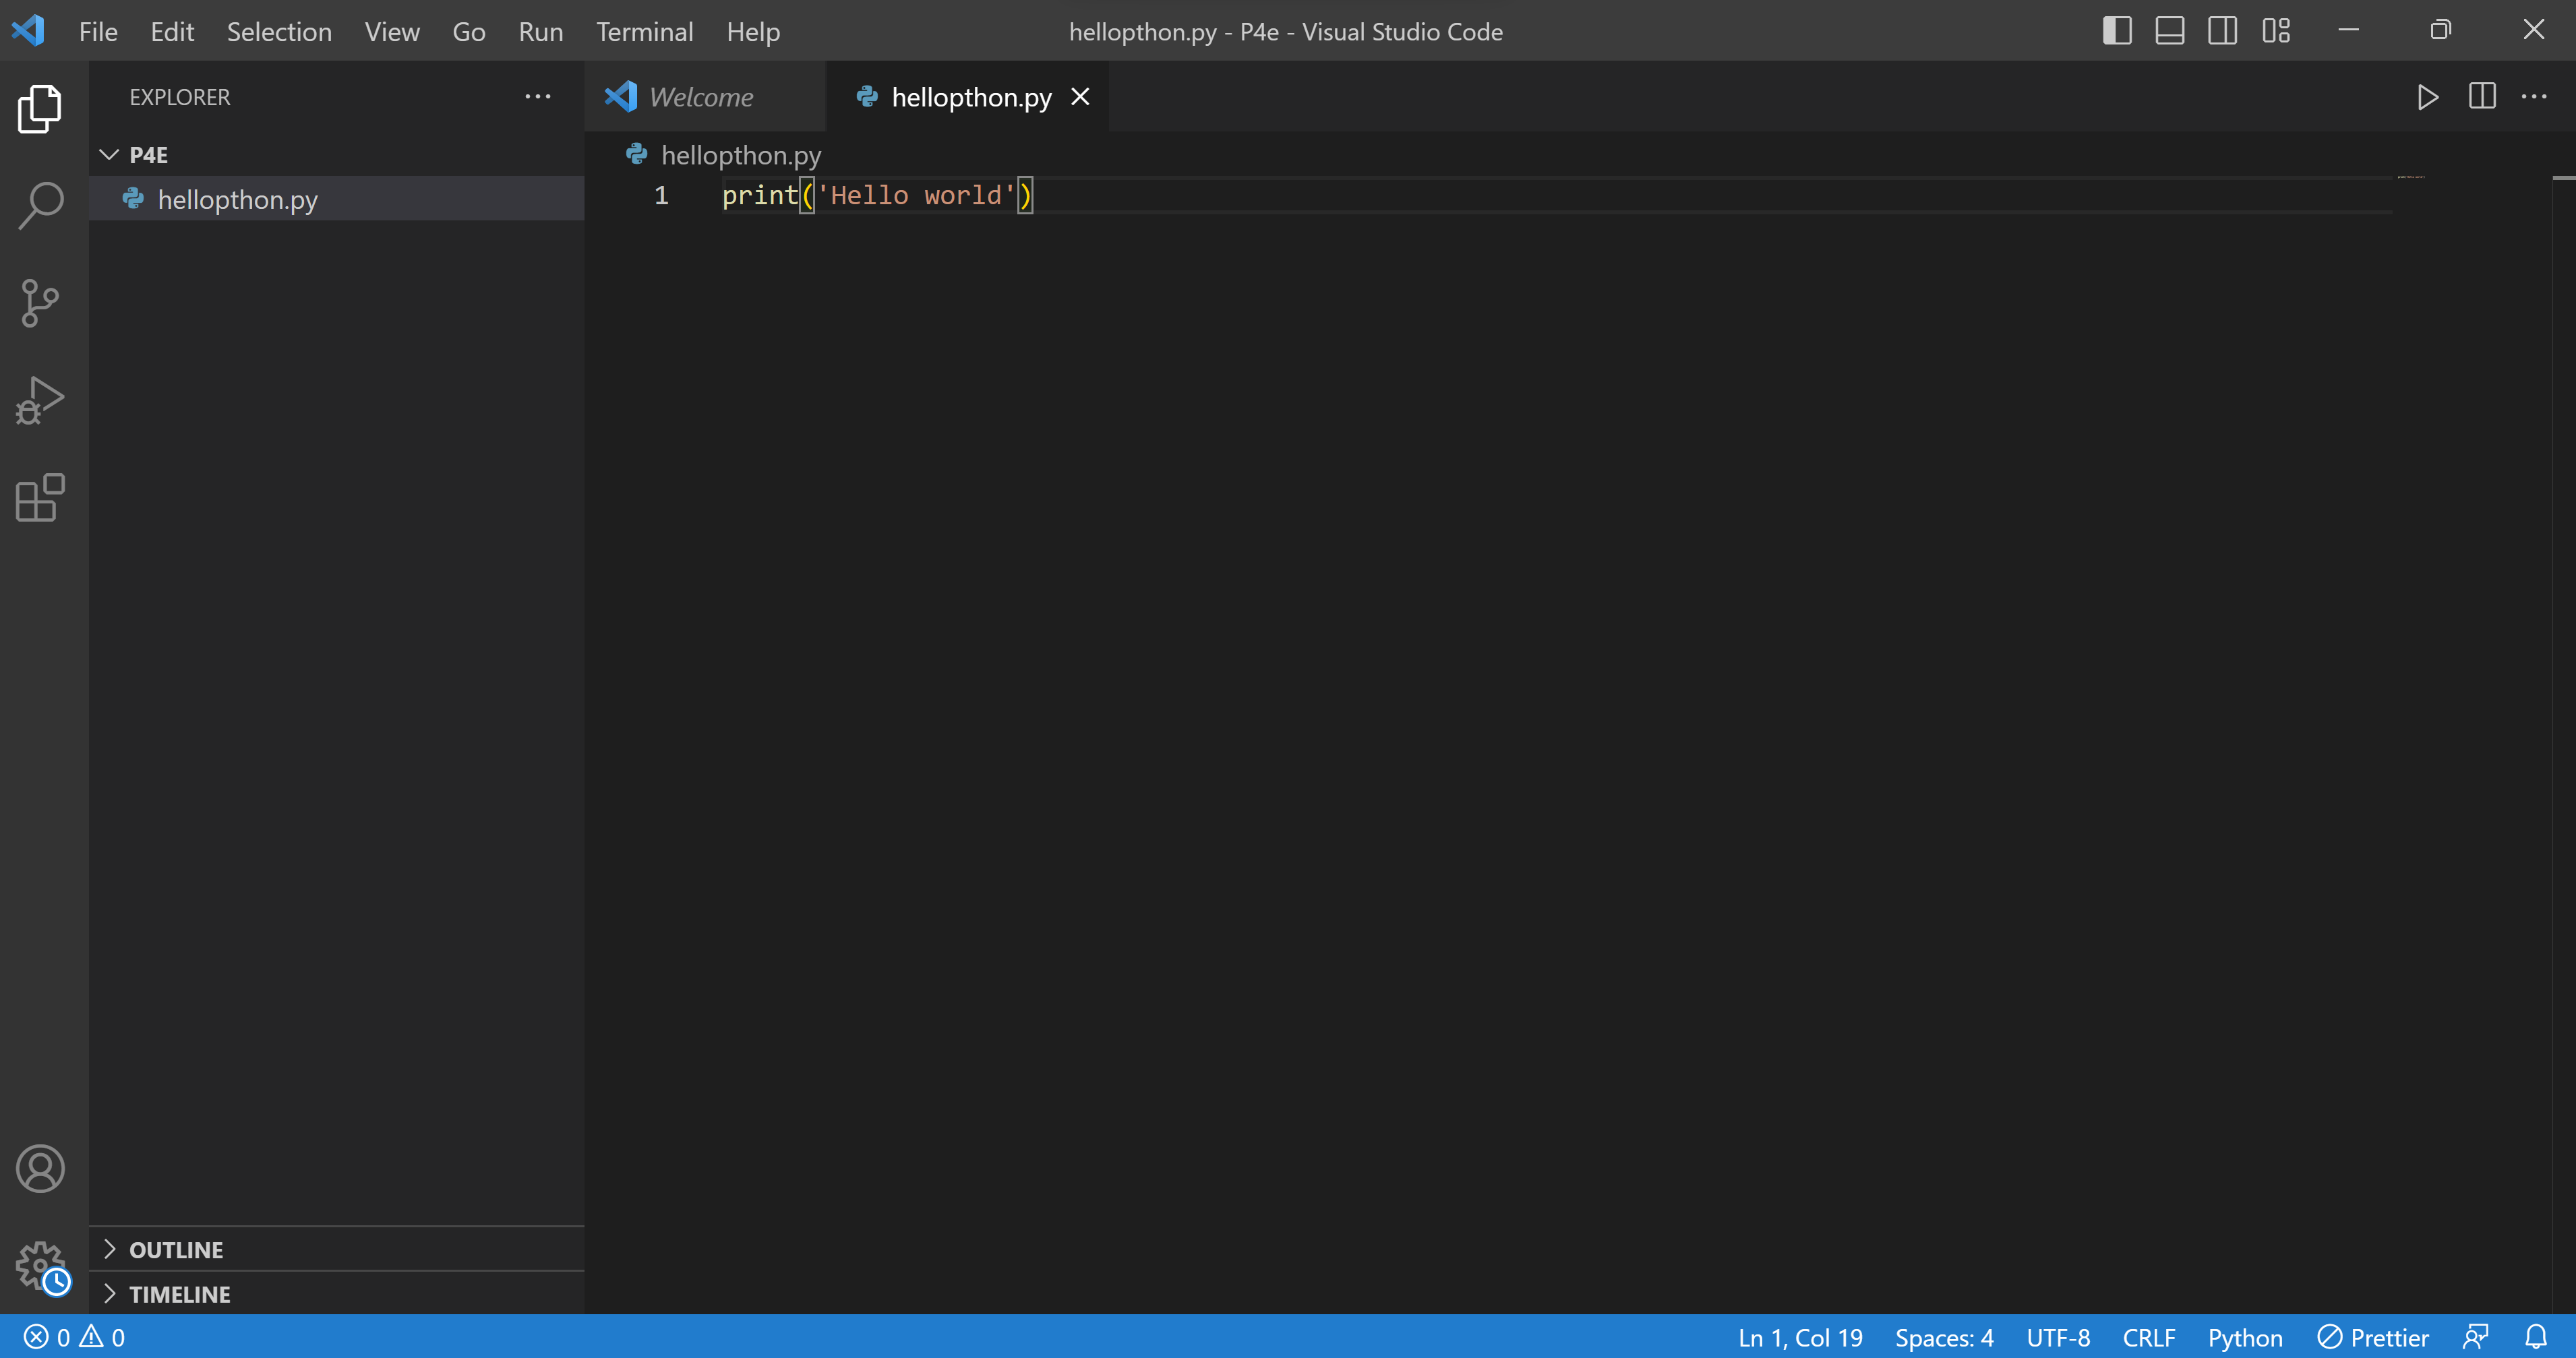 File Edit Selection View Go Run Terminal Help hellopthon.py - P4e - Visual Studio Code
EXPLORER
Welcome hellopthon.py
P4E
hellopthon.py
hellopthon.py
1 print('Hello world')
OUTLINE
TIMELINE
0 0 Ln 1, Col 19 Spaces: 4 UTF-8 CRLF Python Prettier